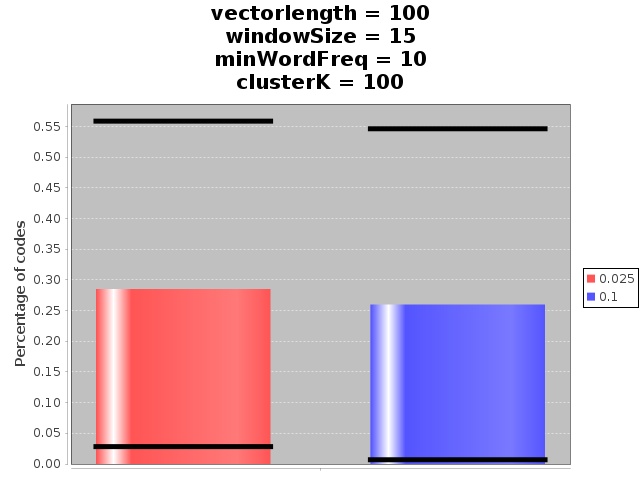 vectorlength = 100
windowSize = 15
minWordFreq = 10
clusterK = 100
Percentage of codes
0.55
0.50
0.45
0.40
0.35
0.30
0.25
0.20
0.15
0.10
0.05
0.00
0.025
0.1